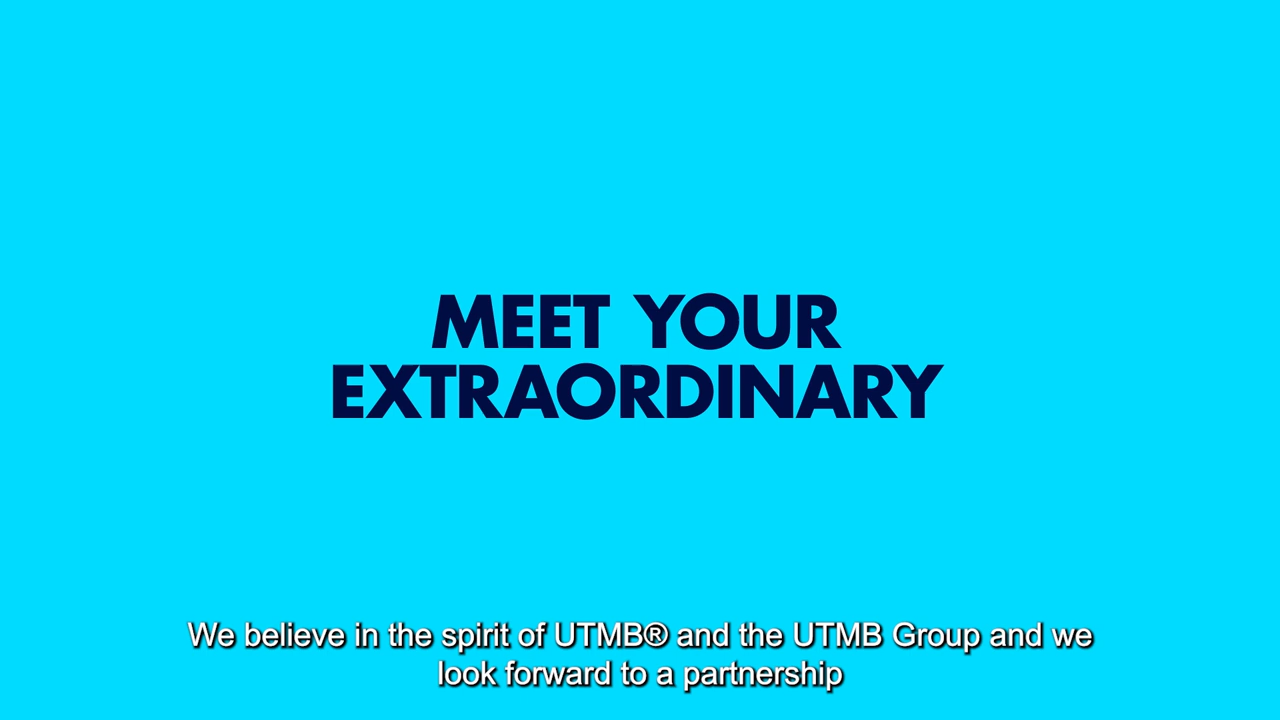 MEET YOUR
EXTRAORDINARY
We believe in the spirit of UTMB® and the UTMB Group and we
look forward to a partnership